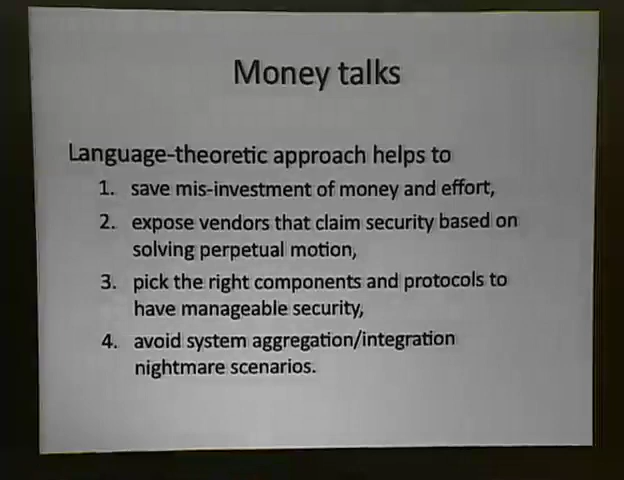 Money talks
Language-theoretic approach helps to
1. save mis-investment of money and effort,
2. expose vendors that claim security based on
solving perpetual motion,
3. pick the right components and protocols to
have manageable security,
4. avoid system aggregation/integration
nightmare scenarios.